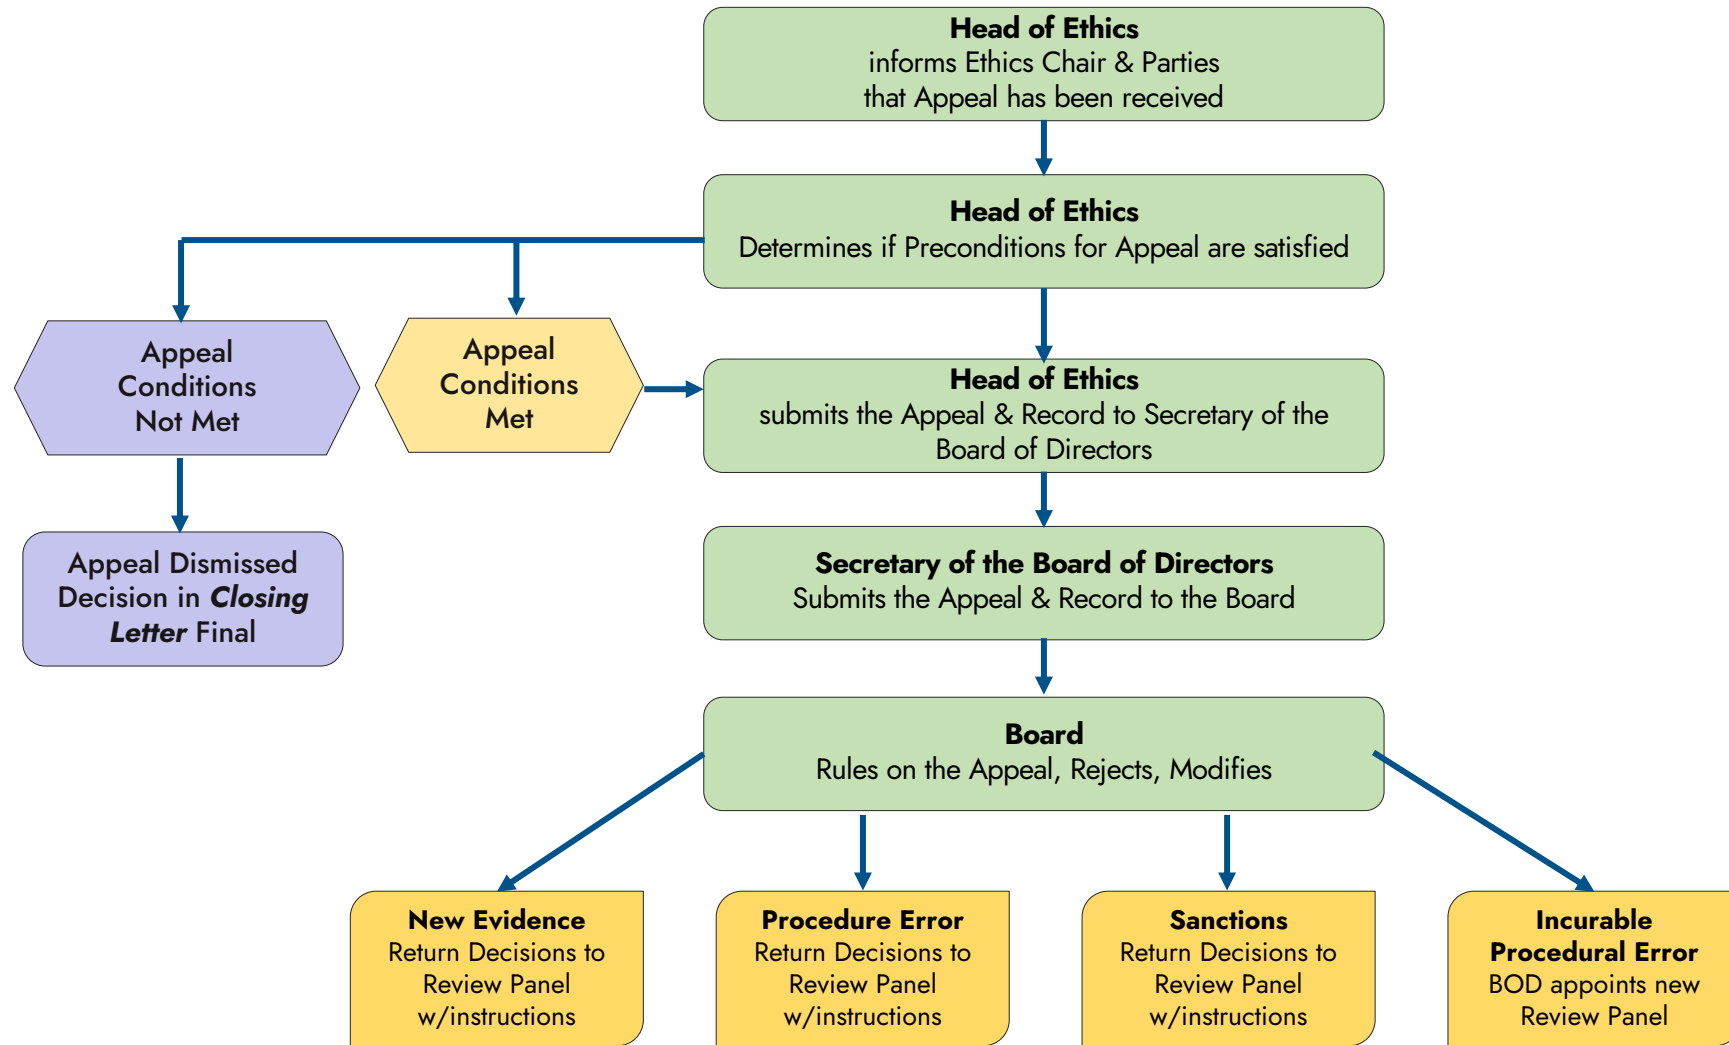 Head of Ethics
informs Ethics Chair & Parties
that Appeal has been received
Head of Ethics
Determines if Preconditions for Appeal are satisfied
Appeal
Conditions
Not Met
Appeal
Conditions
Met
Head of Ethics
submits the Appeal & Record to Secretary of the
Board of Directors
Appeal Dismissed
Decision in Closing
Letter Final
Secretary of the Board of Directors
Submits the Appeal & Record to the Board
Board
Rules on the Appeal, Rejects, Modifies
New Evidence
Return Decisions to
Review Panel
w/instructions
Procedure Error
Return Decisions to
Review Panel
w/instructions
Sanctions
Return Decisions to
Review Panel
w/instructions
Incurable
Procedural Error
BOD appoints new
Review Panel